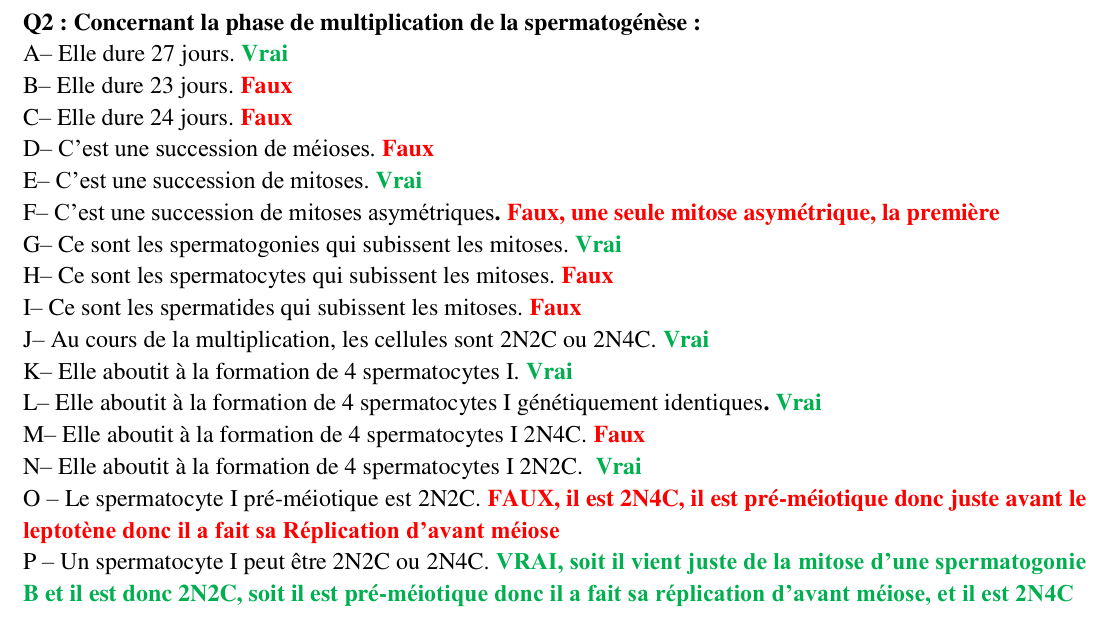 Q2 : Concernant la phase de multiplication de la spermatogénèse :
A– Elle dure 27 jours. Vrai
B– Elle dure 23 jours. Faux
C– Elle dure 24 jours. Faux
D– C’est une succession de méioses. Faux
E– C’est une succession de mitoses. Vrai
F– C’est une succession de mitoses asymétriques. Faux, une seule mitose asymétrique, la première
G– Ce sont les spermatogonies qui subissent les mitoses. Vrai
H– Ce sont les spermatocytes qui subissent les mitoses. Faux
I– Ce sont les spermatides qui subissent les mitoses. Faux
J– Au cours de la multiplication, les cellules sont 2N2C ou 2N4C. Vrai
K– Elle aboutit à la formation de 4 spermatocytes I. Vrai
L– Elle aboutit à la formation de 4 spermatocytes I génétiquement identiques. Vrai
M– Elle aboutit à la formation de 4 spermatocytes I 2N4C. Faux
N– Elle aboutit à la formation de 4 spermatocytes I 2N2C. Vrai
O – Le spermatocyte I pré-méiotique est 2N2C. FAUX, il est 2N4C, il est pré-méiotique donc juste avant le
leptotène donc il a fait sa Réplication d’avant méiose
P – Un spermatocyte I peut être 2N2C ou 2N4C. VRAI, soit il vient juste de la mitose d’une spermatogonie
B et il est donc 2N2C, soit il est pré-méiotique donc il a fait sa réplication d’avant méiose, et il est 2N4C